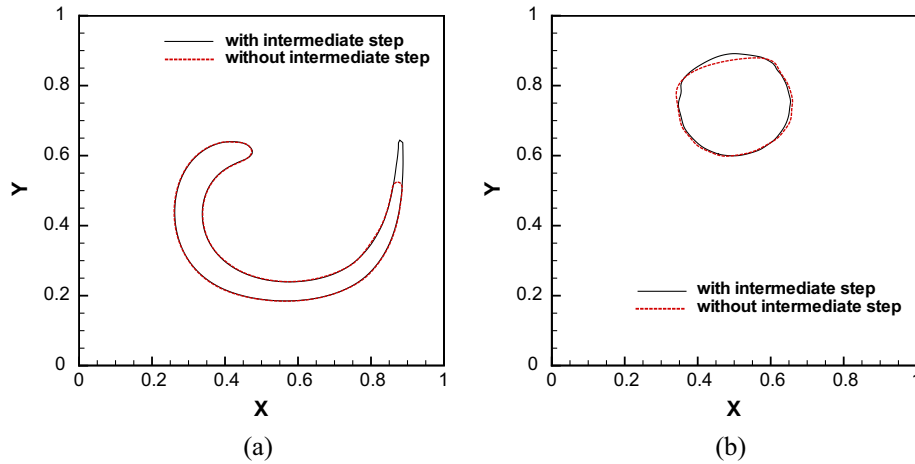 1
0.8
0.6
0.4
0.2
0
Y
with intermediate step
without intermediate step
0 0.2 0.4 0.6 0.8 1
X
(a)
1
0.8
0.6
0.4
0.2
0
Y
with intermediate step
without intermediate step
0 0.2 0.4 0.6 0.8 1
X
(b)